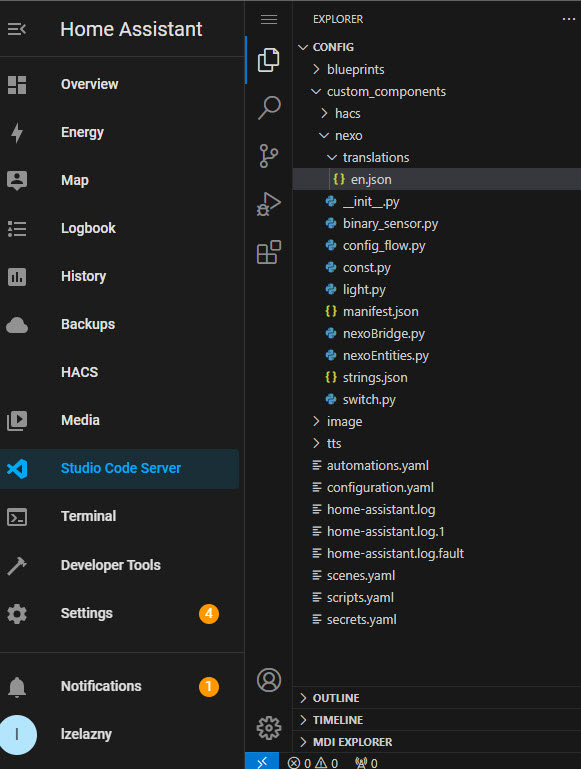 Home Assistant
Overview
Energy
Map
Logbook
History
Backups
HACS
Media
Studio Code Server
Terminal
Developer Tools
Settings 4
Notifications 1
l lzelazny
EXPLORER
CONFIG
blueprints
custom_components
hacs
nexo
translations
{} en.json
__init__.py
binary_sensor.py
config_flow.py
const.py
light.py
{} manifest.json
nexoBridge.py
nexoEntities.py
{} strings.json
switch.py
image
tts
automations.yaml
configuration.yaml
home-assistant.log
home-assistant.log.1
home-assistant.log.fault
scenes.yaml
scripts.yaml
secrets.yaml
OUTLINE
TIMELINE
MDI EXPLORER
0 0 0